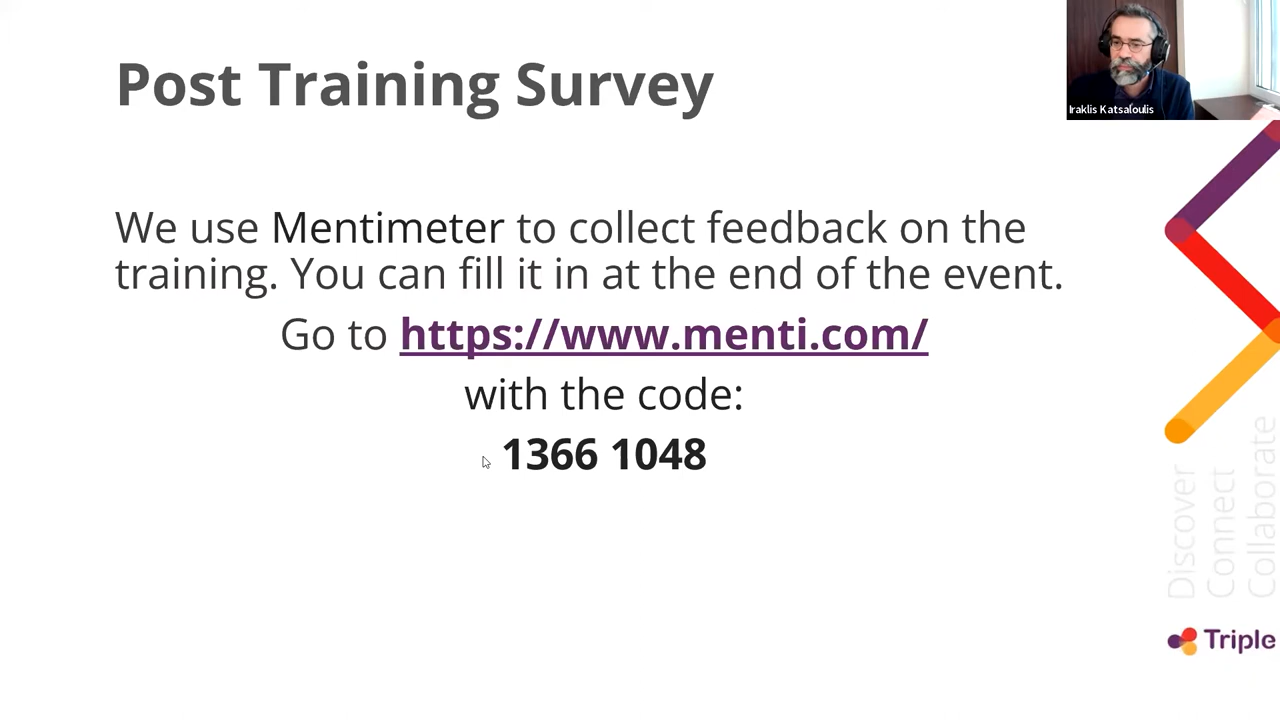 Post Training Survey
Iraklis Katsaloulis
We use Mentimeter to collect feedback on the
training. You can fill it in at the end of the event.
Go to https://www.menti.com/
with the code:
1366 1048
Discover
Connect
Collaborate
Triple